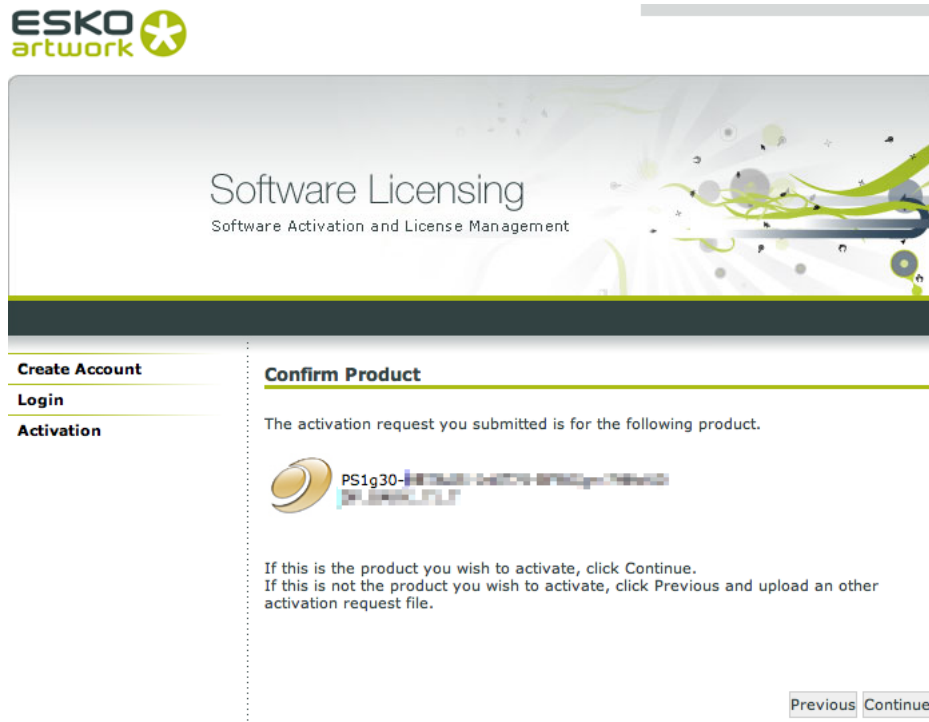 ESKO
artwork
Software Licensing
Software Activation and License Management
Create Account
Login
Activation
Confirm Product
The activation request you submitted is for the following product.
PS1g30-
If this is the product you wish to activate, click Continue.
If this is not the product you wish to activate, click Previous and upload an other
activation request file.
Previous Continue